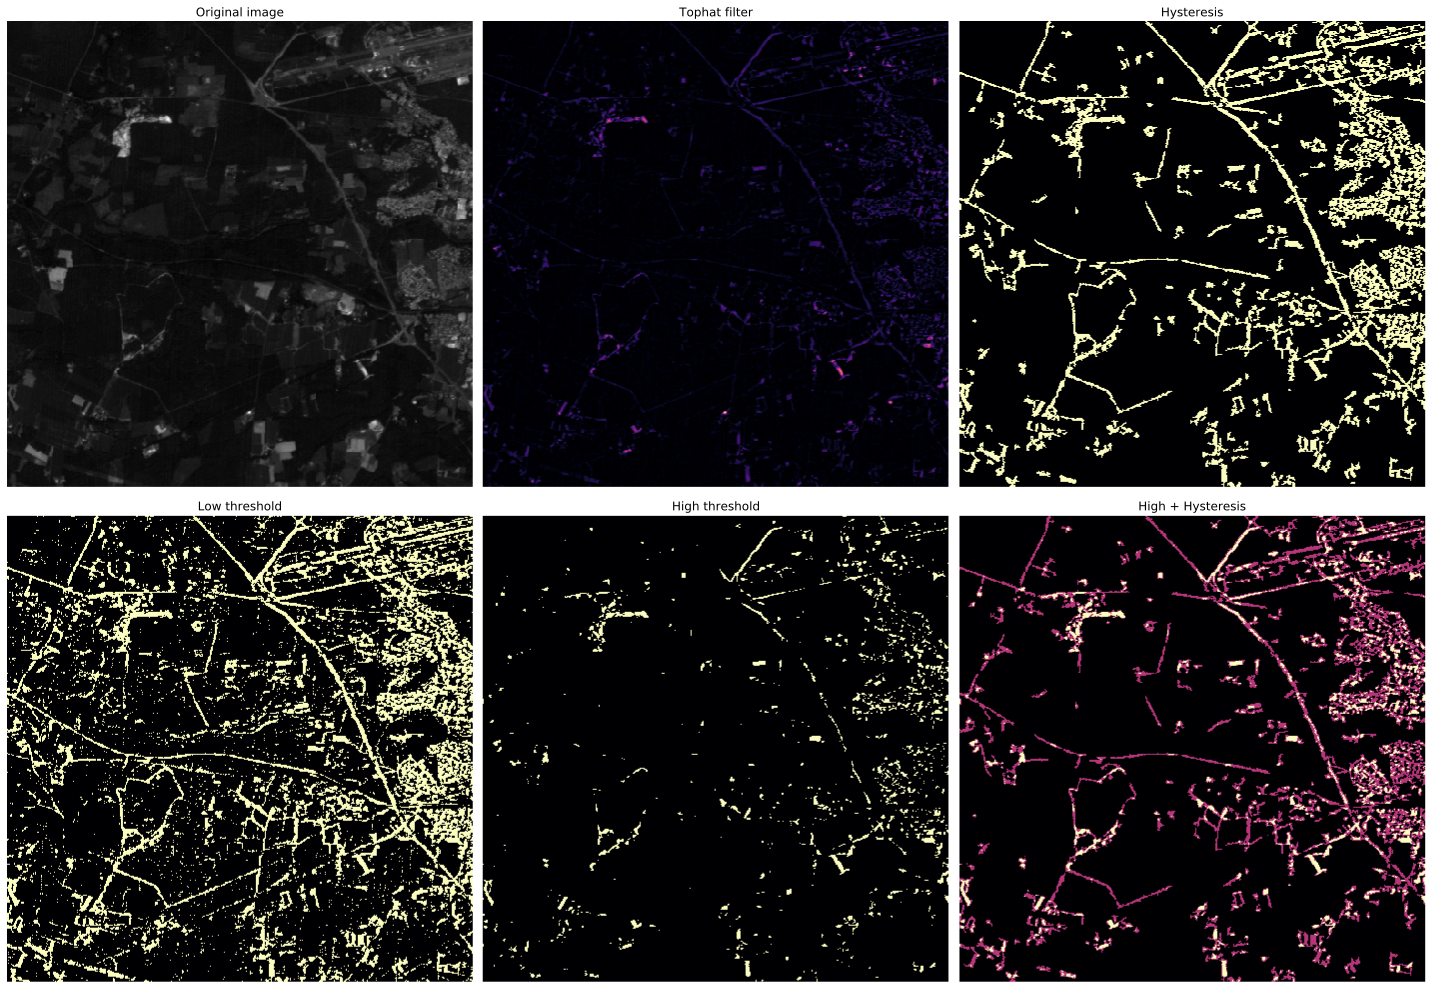 Original image
Tophat filter
Hysteresis
Low threshold
High threshold
High + Hysteresis